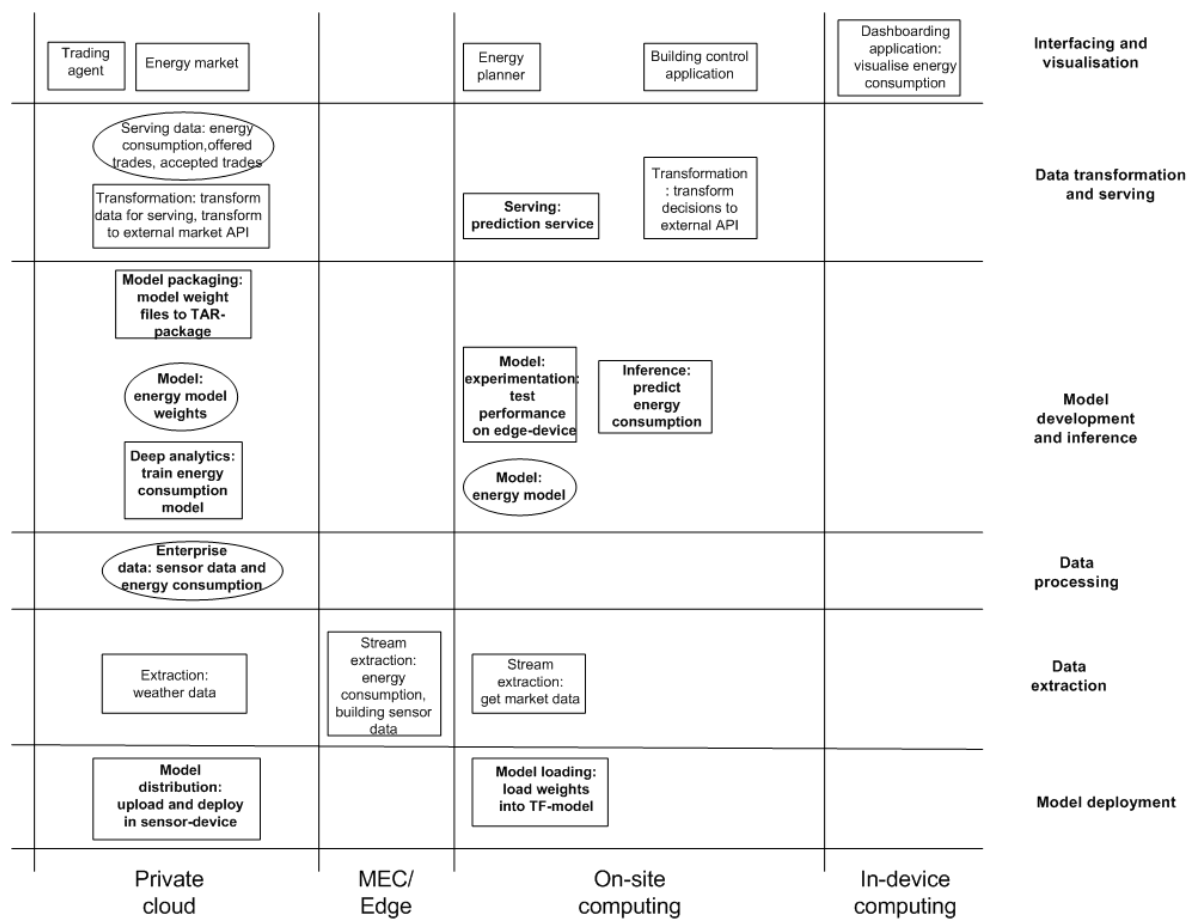 Trading
agent
Energy market
Energy
planner
Building control
application
Dashboarding
application:
visualise energy
consumption
Interfacing and
visualisation
Serving data: energy
consumption,offered
trades, accepted trades
Transformation: transform
data for serving, transform
to external market API
Serving:
prediction service
Transformation
: transform
decisions to
external API
Data transformation
and serving
Model packaging:
model weight
files to TAR-
package
Model:
energy model
weights
Deep analytics:
train energy
consumption
model
Model:
experimentation:
test
performance
on edge-device
Inference:
predict
energy
consumption
Model:
energy model
Model
development
and inference
Enterprise
data: sensor data and
energy consumption
Data
processing
Extraction:
weather data
Stream
extraction:
energy
consumption,
building sensor
data
Stream
extraction:
get market data
Data
extraction
Model
distribution:
upload and deploy
in sensor-device
Model loading:
load weights
into TF-model
Model deployment
Private
cloud
MEC/
Edge
On-site
computing
In-device
computing